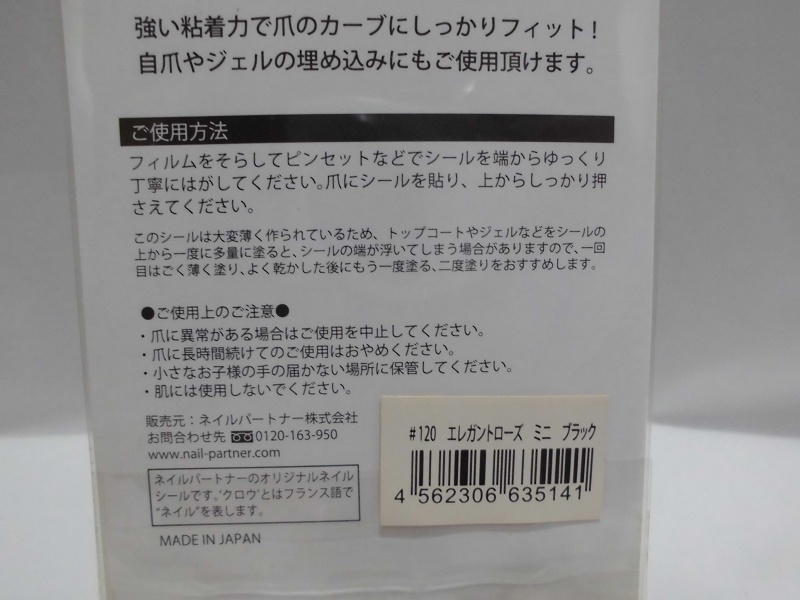 強い粘着力で爪のカーブにしっかりフィット!
自爪やジェルの埋め込みにもご使用頂けます。
ご使用方法
フィルムをそらしてピンセットなどでシールを端からゆっくり
丁寧にはがしてください。爪にシールを貼り、上からしっかり押
さえてください。
このシールは大変薄く作られているため、トップコートやジェルなどをシールの
上から一度に多量に塗ると、シールの端が浮いてしまう場合がありますので、一回
目はごく薄く塗り、よく乾かした後にもう一度塗る、二度塗りをおすすめします。
●ご使用上のご注意●
・爪に異常がある場合はご使用を中止してください。
・爪に長時間続けてのご使用はおやめください。
・小さなお子様の手の届かない場所に保管してください。
・肌には使用しないでください。
販売元：ネイルパートナー株式会社
お問合わせ先 0120-163-950
www.nail-partner.com
ネイルパートナーのオリジナルネイル
シールです。‘クロウ’とはフランス語で
“ネイル”を表します。
MADE IN JAPAN
#120 エレガントローズ ミニ ブラック
4 562306 635141